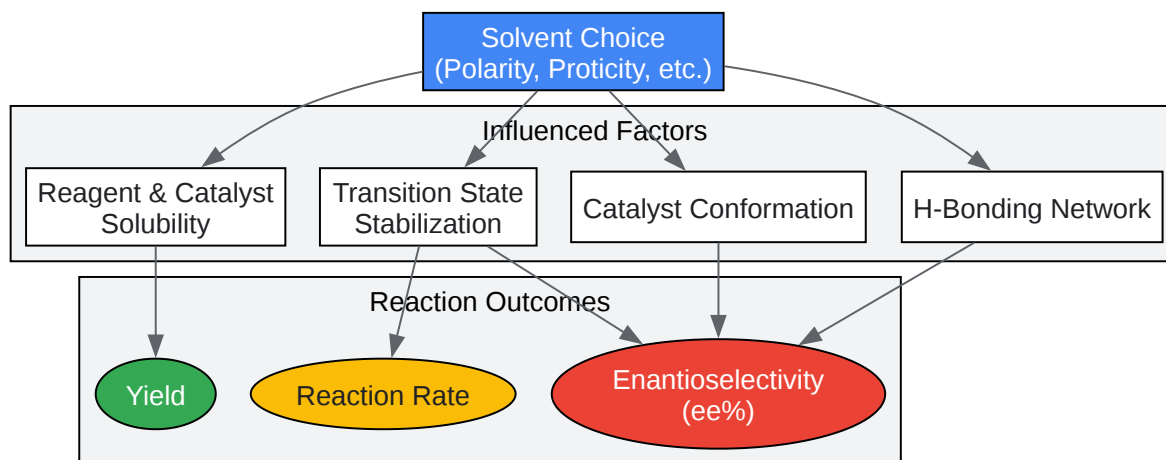 Solvent Choice
(Polarity, Proticity, etc.)
Influenced Factors
Reagent & Catalyst
Solubility
Transition State
Stabilization
Catalyst Conformation
H-Bonding Network
Reaction Outcomes
Yield
Reaction Rate
Enantioselectivity
(ee%)